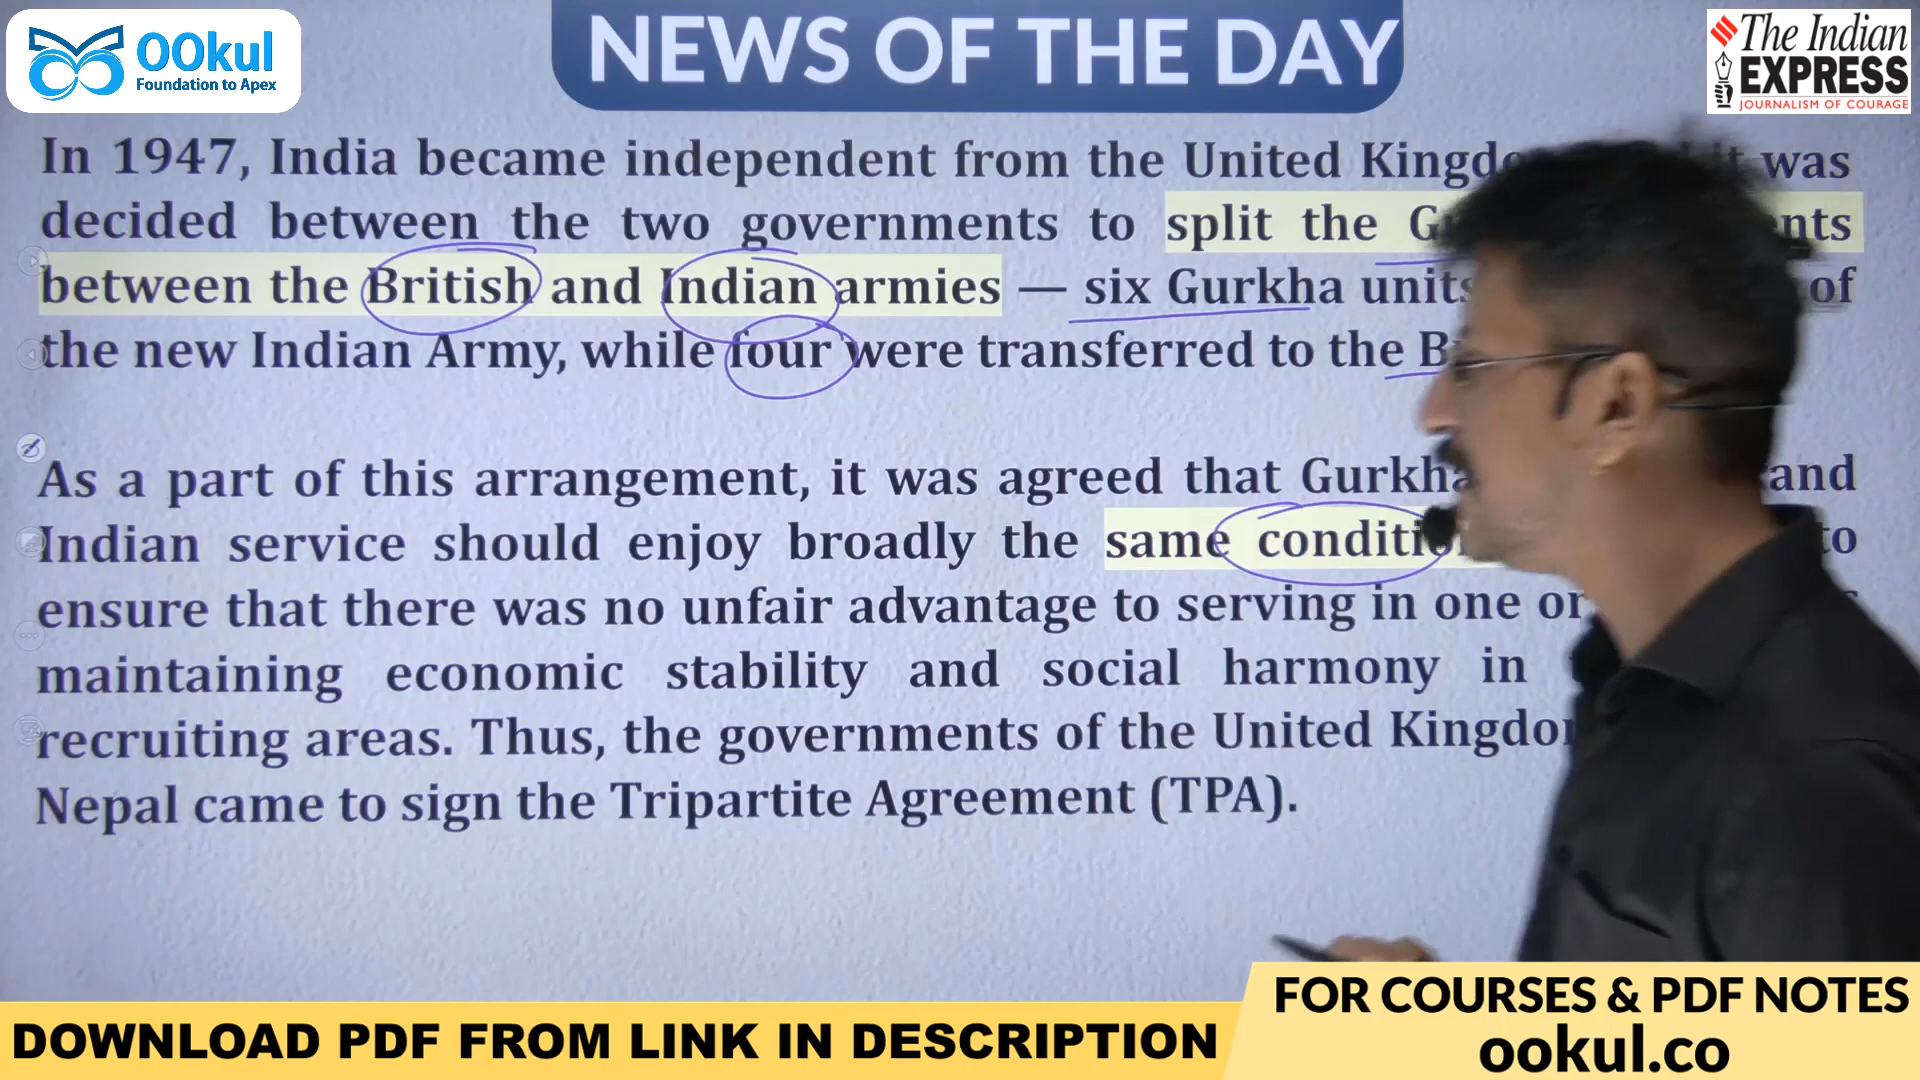 OOkul
Foundation to Apex
NEWS OF THE DAY
The Indian
EXPRESS
JOURNALISM OF COURAGE
In 1947, India became independent from the United was
decided between the two governments to split the
between the British and Indian armies — six Gurkha units of
the new Indian Army, while four were transferred to the
As a part of this arrangement, it was agreed that and
Indian service should enjoy broadly the same to
ensure that there was no unfair advantage to serving in one
maintaining economic stability and social harmony in
recruiting areas. Thus, the governments of the United
Nepal came to sign the Tripartite Agreement (TPA).
FOR COURSES & PDF NOTES
DOWNLOAD PDF FROM LINK IN DESCRIPTION
ookul.co